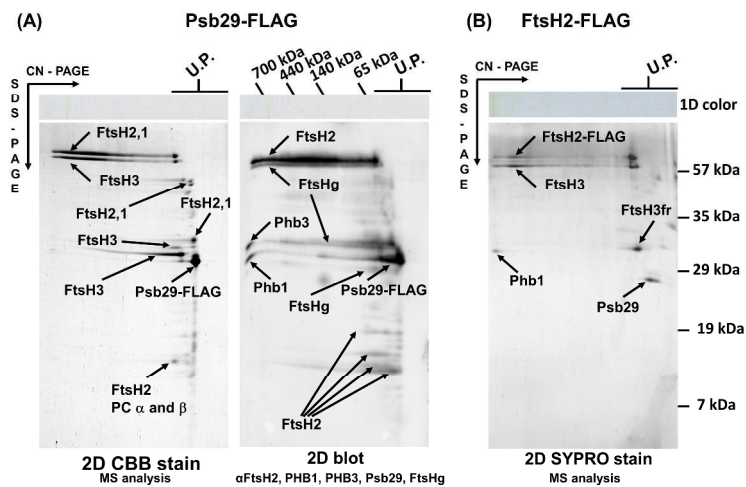 (A) Psb29-FLAG
CN - PAGE
SDS-PAGE
U.P.
FtsH2,1
FtsH3
FtsH2,1
FtsH2,1
FtsH3
FtsH3
Psb29-FLAG
FtsH2
PC α and β
2D CBB stain
MS analysis
700 kDa
440 kDa
140 kDa
65 kDa
U.P.
FtsH2
FtsHg
Phb3
Phb1
FtsHg
Psb29-FLAG
FtsH2
2D blot
αFtsH2, PHB1, PHB3, Psb29, FtsHg
(B) FtsH2-FLAG
CN - PAGE
SDS-PAGE
U.P.
1D color
FtsH2-FLAG
FtsH3
57 kDa
FtsH3fr
35 kDa
Phb1
29 kDa
Psb29
19 kDa
7 kDa
2D SYPRO stain
MS analysis